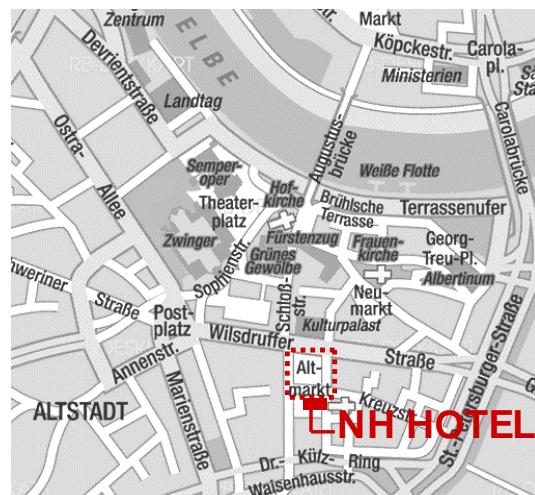 Zentrum
Markt
Köpckestr.
Carola-
pl.
Devrientstraße
ELBE
Ministerien
Landtag
Ostra-
Allee
Augustus-
brücke
Carolabrücke
Weiße Flotte
Semper-
oper
Hof-
kirche
Theater-
platz
Brühlsche
Terrasse
Terrassenufer
Zwinger
Fürstenzug
Frauen-
kirche
Georg-
Treu-Pl.
Grünes
Gewölbe
Albertinum
Sophienstr.
Schloß-
str.
Neu-
markt
Straße
Post-
platz
Kulturpalast
Wilsdruffer
Straße
St.-Petersburger-Straße
Annenstr.
Alt-
markt
Marienstraße
Kreuzstr.
ALTSTADT
NH HOTEL
Dr.- Külz- Ring
Waisenhausstr.